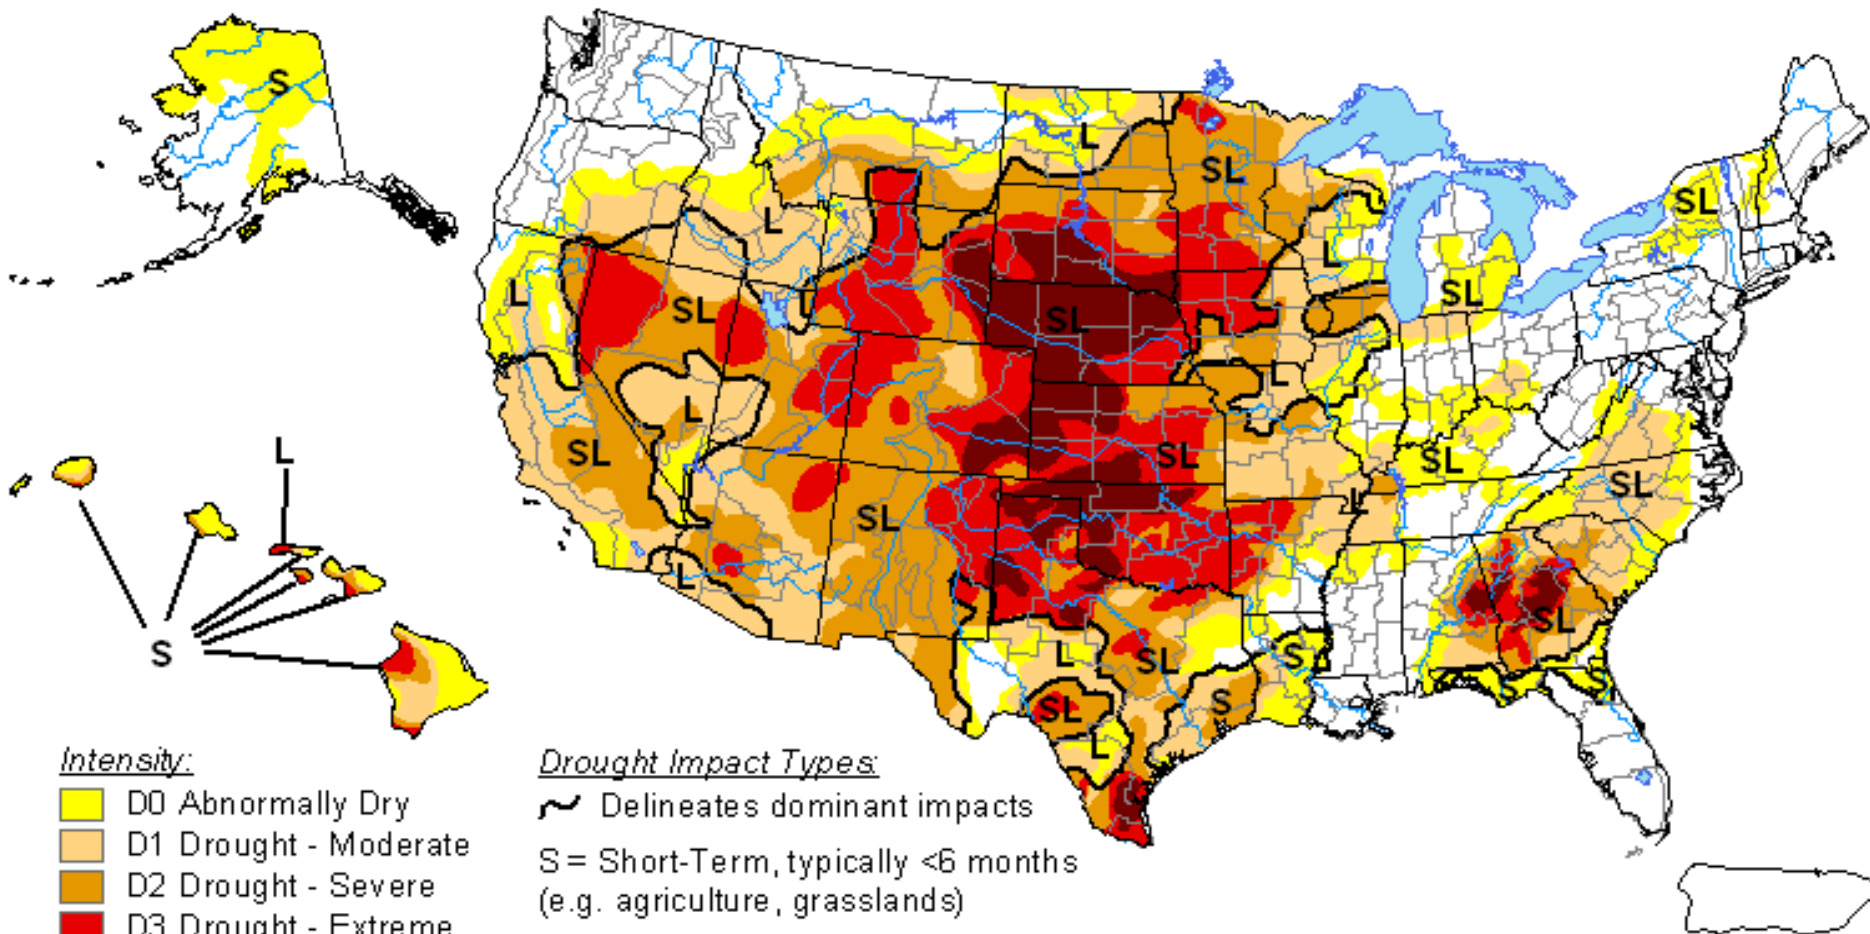 S
L
SL
L
SL
L
SL
L
SL
L
SL
SL
L
L
SL
SL
SL
L
SL
SL
L
L
SL
S
L
SL
S
S
S
SL
S
L
Intensity:
D0 Abnormally Dry
D1 Drought - Moderate
D2 Drought - Severe
D3 Drought - Extreme
Drought Impact Types:
Delineates dominant impacts
S = Short-Term, typically <6 months
(e.g. agriculture, grasslands)